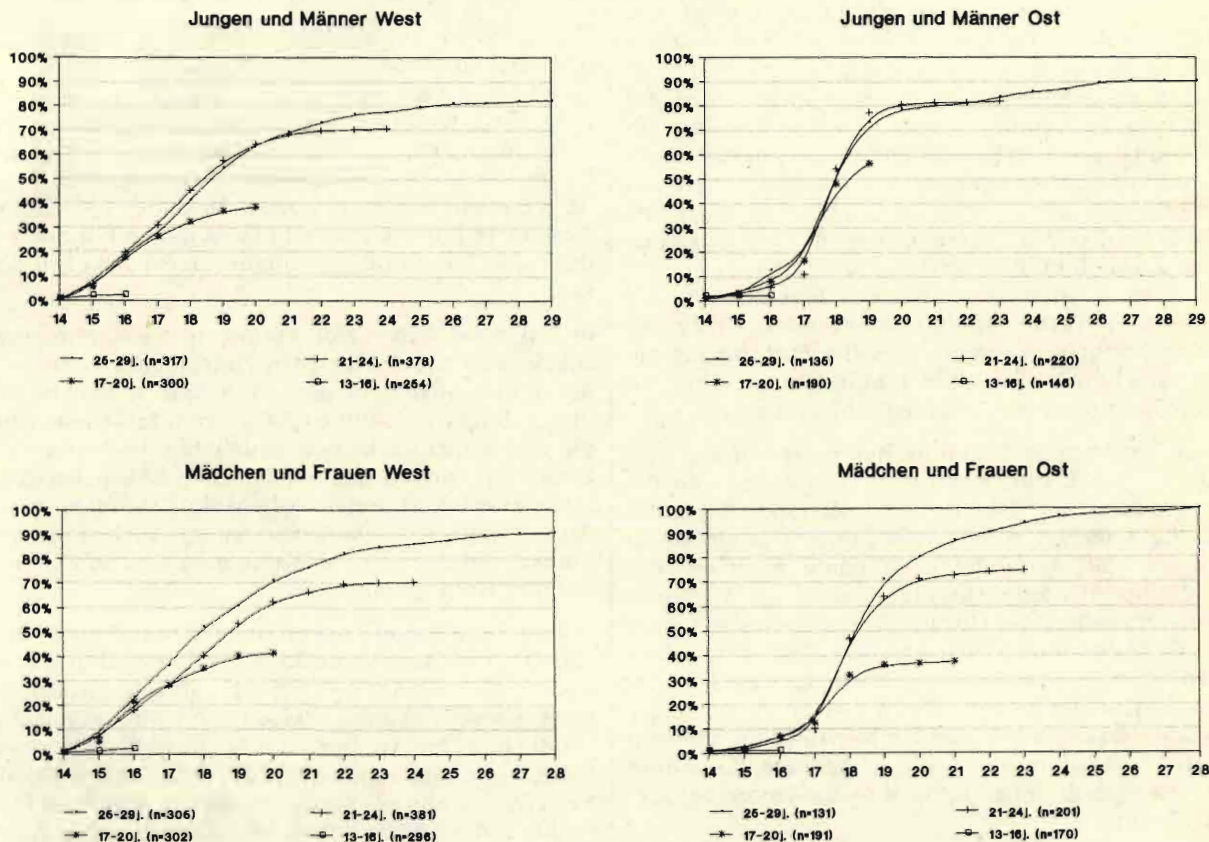 Jungen und Männer West
100%
90%
80%
70%
60%
50%
40%
30%
20%
10%
0%
14 15 16 17 18 19 20 21 22 23 24 25 26 27 28 29
25-29j. (n=317) 21-24j. (n=378)
17-20j. (n=300) 13-16j. (n=254)
Jungen und Männer Ost
100%
90%
80%
70%
60%
50%
40%
30%
20%
10%
0%
14 15 16 17 18 19 20 21 22 23 24 25 26 27 28 29
25-29j. (n=136) 21-24j. (n=220)
17-20j. (n=190) 13-16j. (n=146)
Mädchen und Frauen West
100%
90%
80%
70%
60%
50%
40%
30%
20%
10%
0%
14 15 16 17 18 19 20 21 22 23 24 25 26 27 28
25-29j. (n=306) 21-24j. (n=381)
17-20j. (n=302) 13-16j. (n=296)
Mädchen und Frauen Ost
100%
90%
80%
70%
60%
50%
40%
30%
20%
10%
0%
14 15 16 17 18 19 20 21 22 23 24 25 26 27 28
25-29j. (n=131) 21-24j. (n=201)
17-20j. (n=191) 13-16j. (n=170)